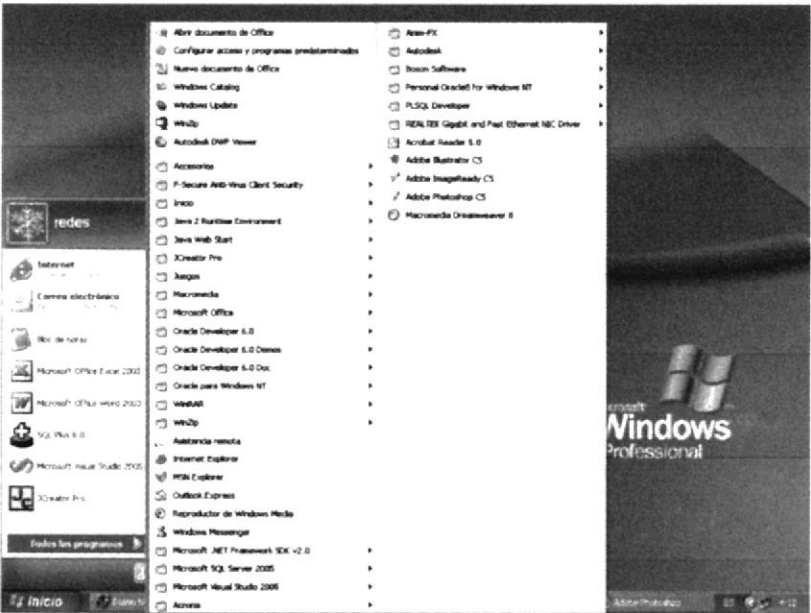 redes
Internet
Correo electrónico
Bloc de notas
Microsoft Office Excel 2003
Microsoft Office Word 2003
SQL Plus 8.0
Microsoft Visual Studio 2005
JCreator Pro
Todos los programas
Inicio
Abrir documento de Office
Configurar acceso y programas predeterminados
Nuevo documento de Office
Windows Catalog
Windows Update
WinZip
Autodesk DWF Viewer
Accesorios
F-Secure Anti-Virus Client Security
Inicio
Java 2 Runtime Environment
Java Web Start
JCreator Pro
Juegos
Macromedia
Microsoft Office
Oracle Developer 6.0
Oracle Developer 6.0 Demos
Oracle Developer 6.0 Doc
Oracle para Windows NT
WinRAR
WinZip
Asistencia remota
Internet Explorer
MSN Explorer
Outlook Express
Reproductor de Windows Media
Windows Messenger
Microsoft .NET Framework SDK v2.0
Microsoft SQL Server 2005
Microsoft Visual Studio 2005
Acronis
Autodesk
Boson Software
Personal Oracle8 for Windows NT
PLSQL Developer
REALTEK Gigabit and Fast Ethernet NIC Driver
Acrobat Reader 5.0
Adobe Illustrator CS
Adobe ImageReady CS
Adobe Photoshop CS
Macromedia Dreamweaver 8
Windows
Professional
Adobe Photoshop